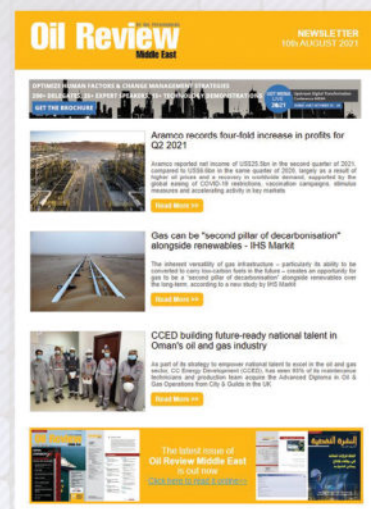 Oil Review
Middle East
NEWSLETTER
10th AUGUST 2021
OPTIMIZE HUMAN FACTORS & CHANGE MANAGEMENT STRATEGIES
200+ DELEGATES, 35+ EXPERT SPEAKERS, TECHNOLOGY DEMONSTRATIONS
GET THE BROCHURE
2021
Aramco records four-fold increase in profits for
Q2 2021
Aramco reported net income of US$25.5bn in the second quarter of 2021,
compared to US$6.6bn in the same quarter of 2020, largely as a result of
higher oil prices and a recovery in worldwide demand, supported by the
global easing of COVID-19 restrictions, vaccination campaigns, stimulus
measures and accelerating activity in key markets
Read More >>
Gas can be "second pillar of decarbonisation"
alongside renewables - IHS Markit
The inherent versatility of gas infrastructure – particularly its ability to be
converted to carry low-carbon fuels in the future – creates an opportunity for
gas to be a "second pillar of decarbonisation" alongside renewables over
the long-term, according to a new study by IHS Markit
Read More >>
CCED building future-ready national talent in
Oman's oil and gas industry
As part of its strategy to empower national talent to excel in the oil and gas
sector, CC Energy Development (CCED), has seen 85% of its maintenance
technicians and production team acquire the Advanced Diploma in Oil &
Gas Operations from City & Guilds in the UK
Read More >>
Oil Review
The latest issue of
Oil Review Middle East
is out now
Click here to read it online>>
النشرة النفطية